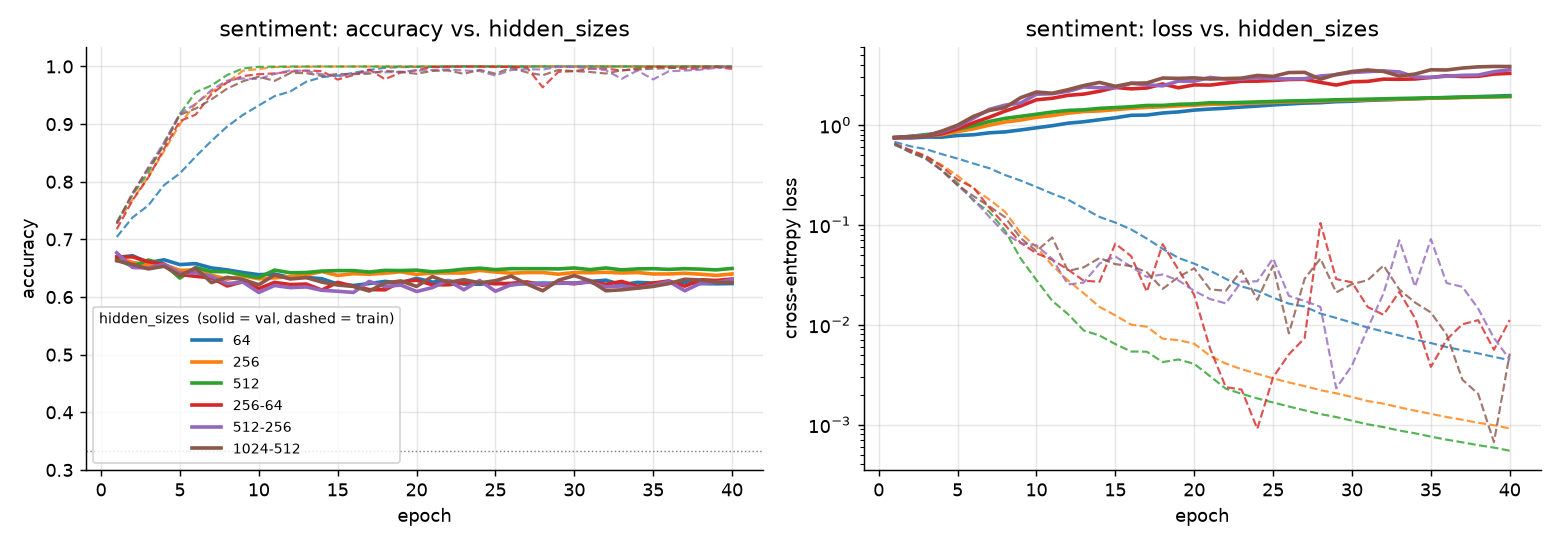 sentiment: accuracy vs. hidden_sizes
accuracy
1.0
0.9
0.8
0.7
0.6
0.5
0.4
0.3
hidden_sizes (solid = val, dashed = train)
64
256
512
256-64
512-256
1024-512
0 5 10 15 20 25 30 35 40
epoch
sentiment: loss vs. hidden_sizes
cross-entropy loss
10⁰
10⁻¹
10⁻²
10⁻³
0 5 10 15 20 25 30 35 40
epoch